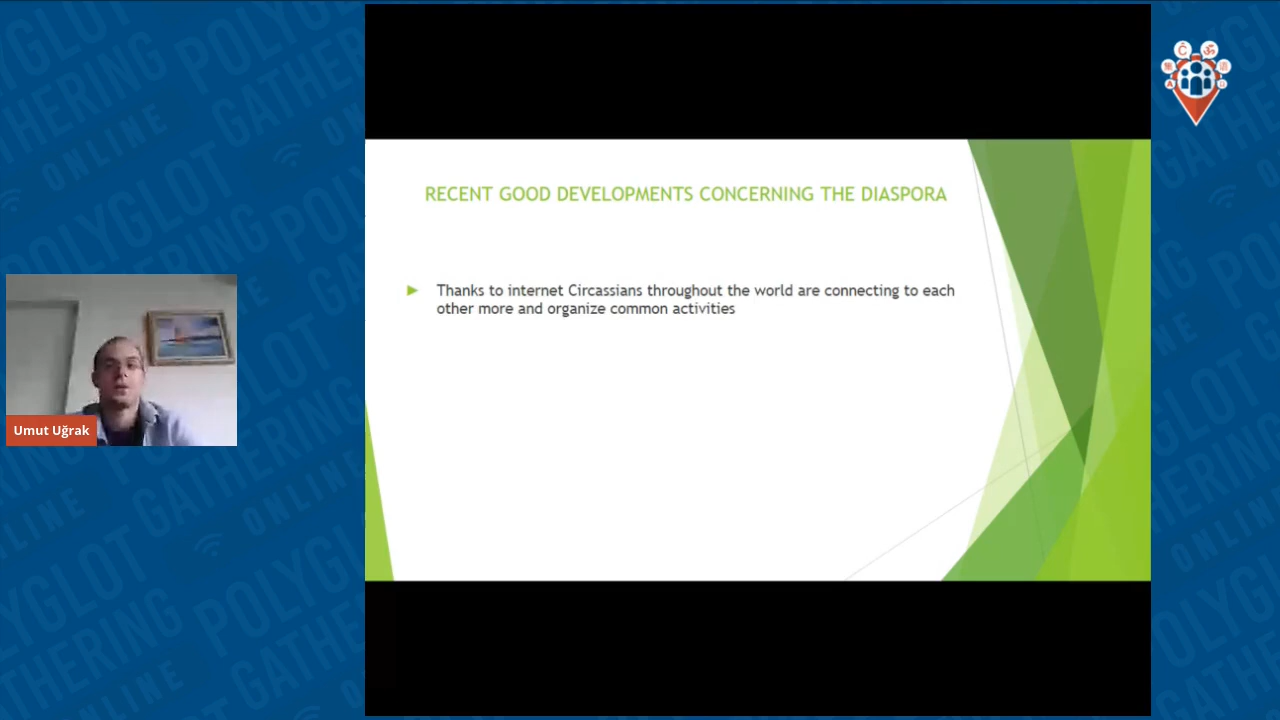 RECENT GOOD DEVELOPMENTS CONCERNING THE DIASPORA
Thanks to internet Circassians throughout the world are connecting to each
other more and organize common activities
Umut Uğrak
POLYGLOT
GATHERING
ONLINE